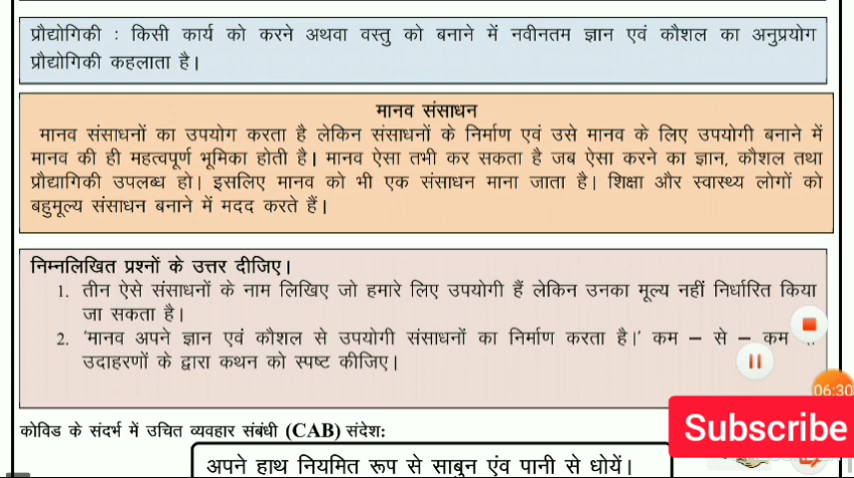 प्रौद्योगिकी : किसी कार्य को करने अथवा वस्तु को बनाने में नवीनतम ज्ञान एवं कौशल का अनुप्रयोग
प्रौद्योगिकी कहलाता है।
मानव संसाधन
मानव संसाधनों का उपयोग करता है लेकिन संसाधनों के निर्माण एवं उसे मानव के लिए उपयोगी बनाने में
मानव की ही महत्वपूर्ण भूमिका होती है। मानव ऐसा तभी कर सकता है जब ऐसा करने का ज्ञान, कौशल तथा
प्रौद्यागिकी उपलब्ध हो। इसलिए मानव को भी एक संसाधन माना जाता है। शिक्षा और स्वास्थ्य लोगों को
बहुमूल्य संसाधन बनाने में मदद करते हैं।
निम्नलिखित प्रश्नों के उत्तर दीजिए।
1. तीन ऐसे संसाधनों के नाम लिखिए जो हमारे लिए उपयोगी हैं लेकिन उनका मूल्य नहीं निर्धारित किया
जा सकता है।
2. 'मानव अपने ज्ञान एवं कौशल से उपयोगी संसाधनों का निर्माण करता है।' कम – से – कम
उदाहरणों के द्वारा कथन को स्पष्ट कीजिए।
06:30
Subscribe
कोविड के संदर्भ में उचित व्यवहार संबंधी (CAB) संदेश:
अपने हाथ नियमित रूप से साबुन एंव पानी से धोयें।